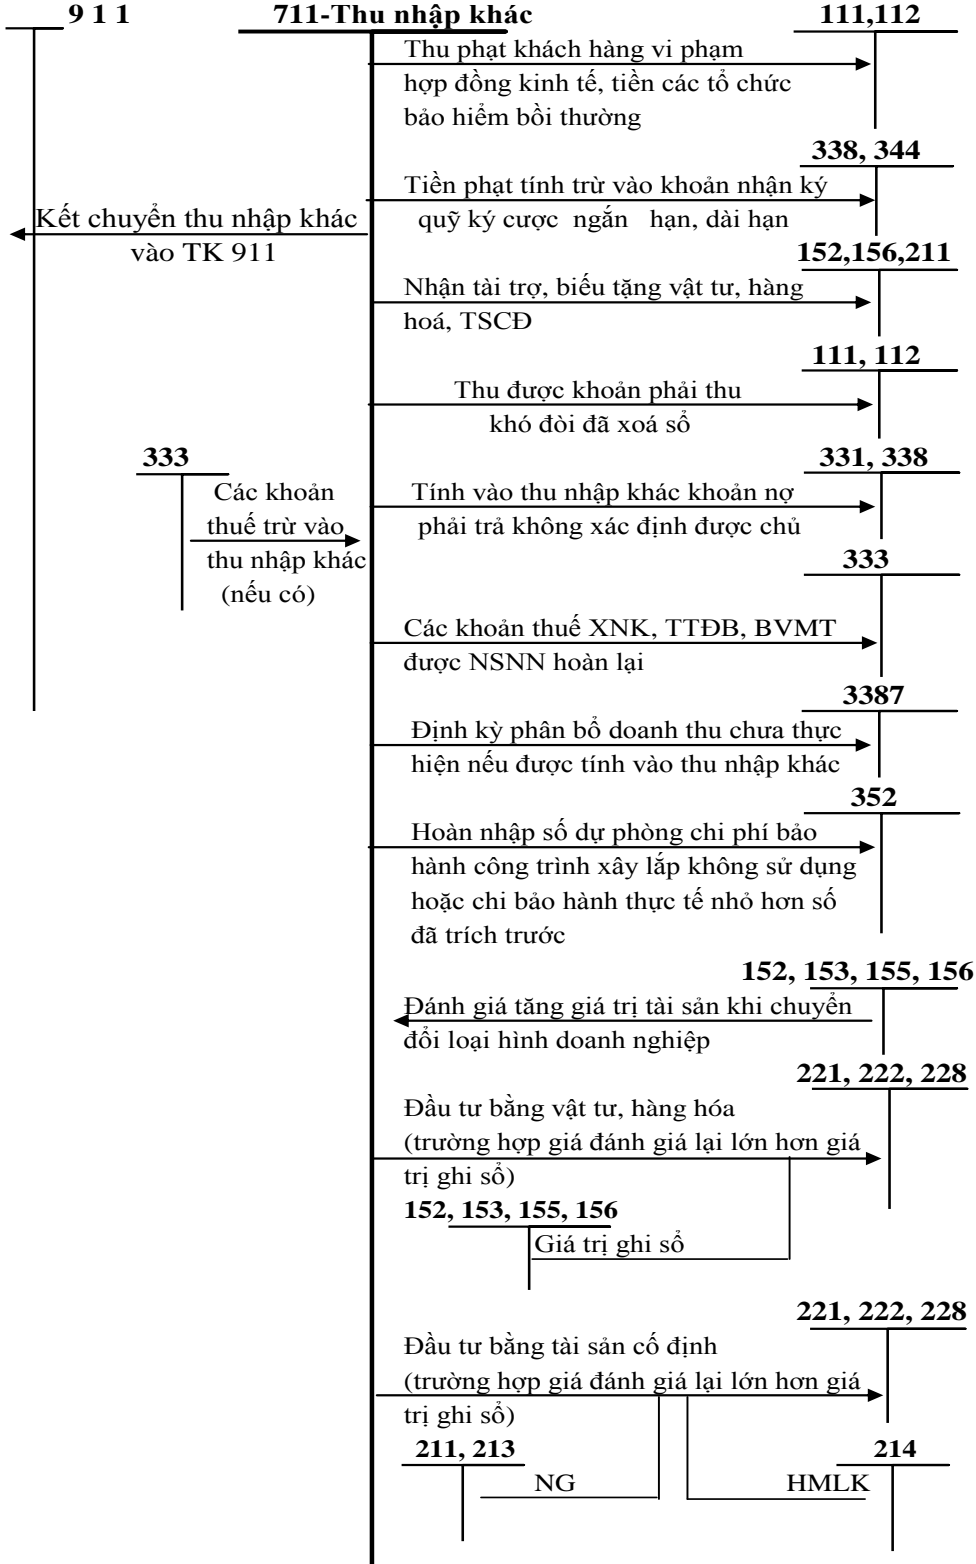 9 1 1
711-Thu nhập khác
111,112
Thu phạt khách hàng vi phạm
hợp đồng kinh tế, tiền các tổ chức
bảo hiểm bồi thường
338, 344
Tiền phạt tính trừ vào khoản nhận ký
quỹ ký cược ngắn hạn, dài hạn
Kết chuyển thu nhập khác
vào TK 911
152,156,211
Nhận tài trợ, biếu tặng vật tư, hàng
hoá, TSCĐ
111, 112
Thu được khoản phải thu
khó đòi đã xoá sổ
333
Các khoản
thuế trừ vào
thu nhập khác
(nếu có)
331, 338
Tính vào thu nhập khác khoản nợ
phải trả không xác định được chủ
333
Các khoản thuế XNK, TTĐB, BVMT
được NSNN hoàn lại
3387
Định kỳ phân bổ doanh thu chưa thực
hiện nếu được tính vào thu nhập khác
352
Hoàn nhập số dự phòng chi phí bảo
hành công trình xây lắp không sử dụng
hoặc chi bảo hành thực tế nhỏ hơn số
đã trích trước
152, 153, 155, 156
Đánh giá tăng giá trị tài sản khi chuyển
đổi loại hình doanh nghiệp
221, 222, 228
Đầu tư bằng vật tư, hàng hóa
(trường hợp giá đánh giá lại lớn hơn giá
trị ghi sổ)
152, 153, 155, 156
Giá trị ghi sổ
221, 222, 228
Đầu tư bằng tài sản cố định
(trường hợp giá đánh giá lại lớn hơn giá
trị ghi sổ)
211, 213
NG
214
HMLK